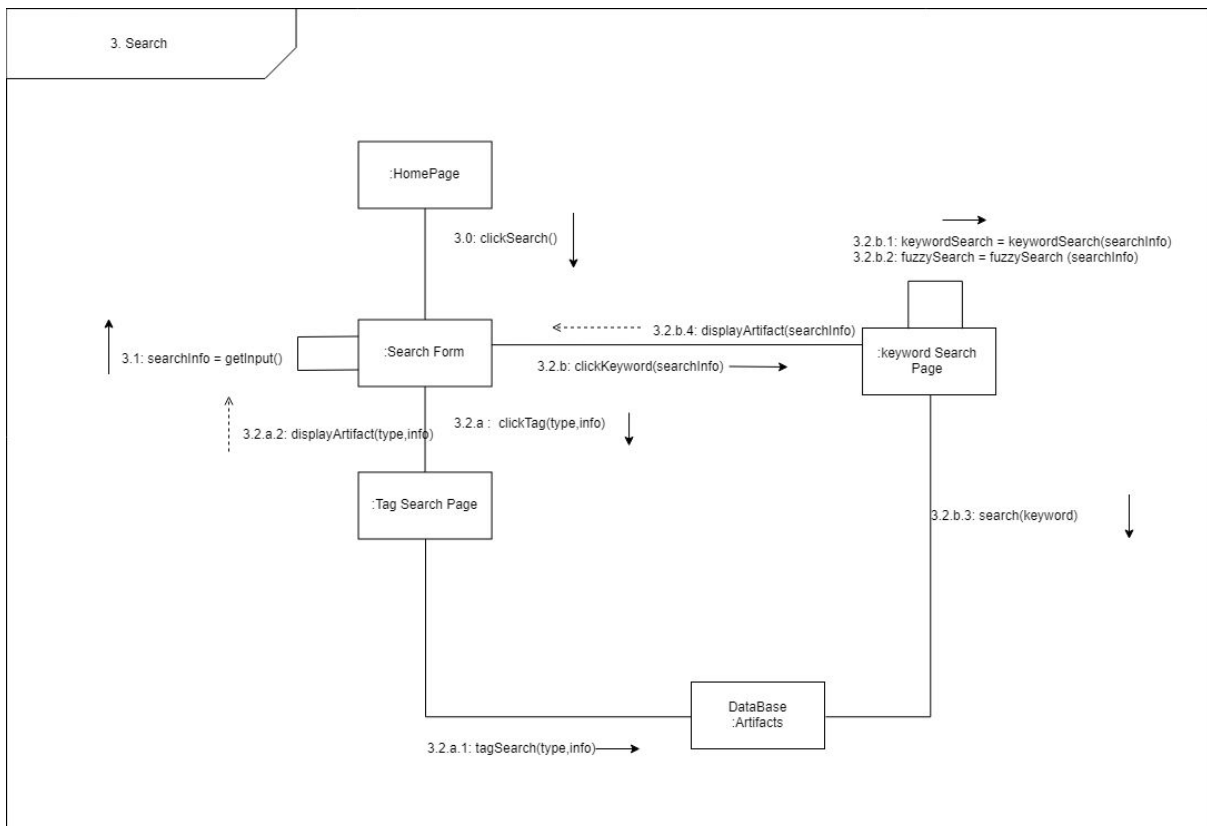 3. Search
:HomePage
3.0: clickSearch()
3.2.b.1: keywordSearch = keywordSearch(searchInfo)
3.2.b.2: fuzzySearch = fuzzySearch (searchInfo)
3.2.b.4: displayArtifact(searchInfo)
3.1: searchInfo = getInput()
:Search Form
3.2.b: clickKeyword(searchInfo)
:keyword Search
Page
3.2.a : clickTag(type,info)
3.2.a.2: displayArtifact(type,info)
:Tag Search Page
3.2.b.3: search(keyword)
DataBase
:Artifacts
3.2.a.1: tagSearch(type,info)